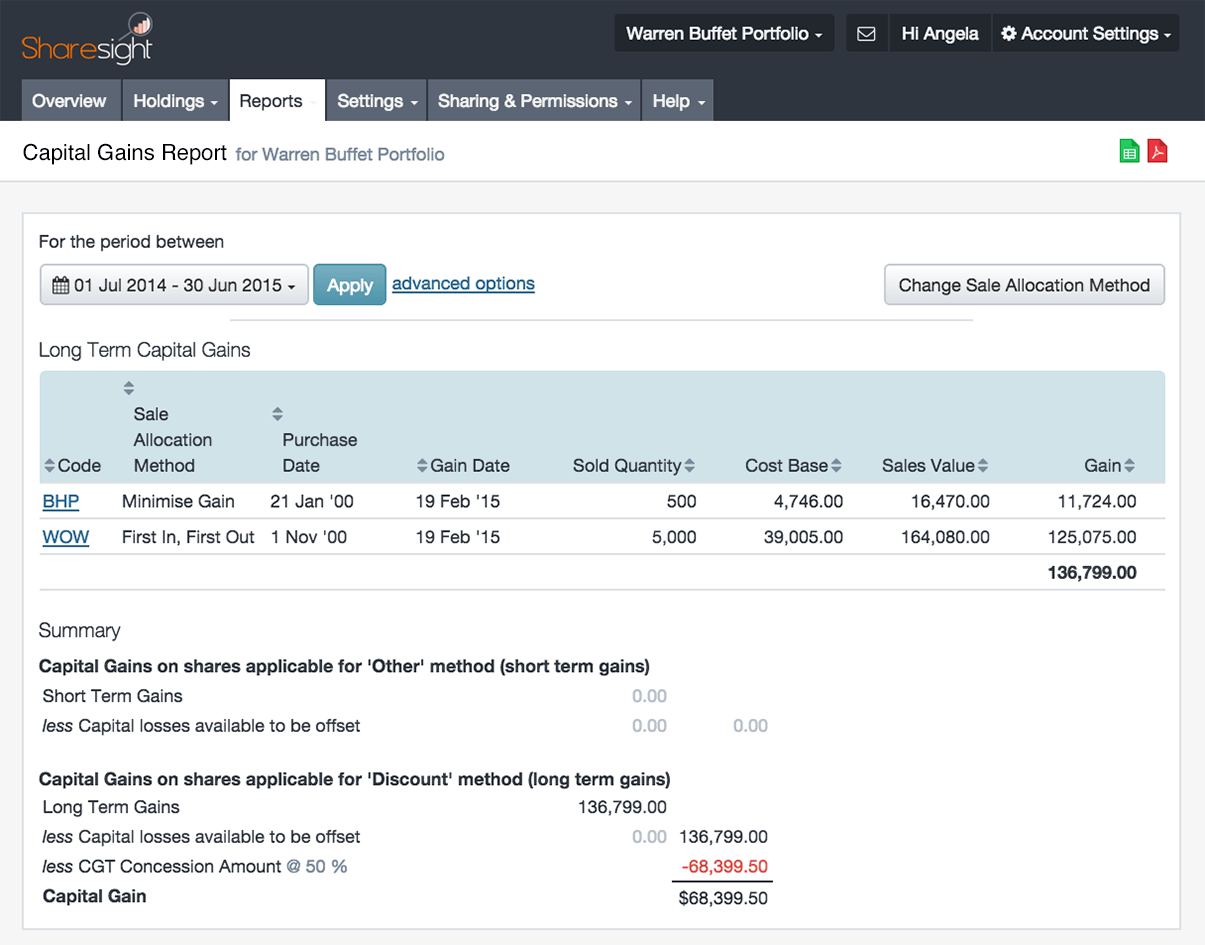 Sharesight
Warren Buffet Portfolio
Hi Angela
Account Settings
Overview
Holdings
Reports
Settings
Sharing & Permissions
Help
Capital Gains Report for Warren Buffet Portfolio
For the period between
01 Jul 2014 - 30 Jun 2015
Apply
advanced options
Change Sale Allocation Method
Long Term Capital Gains
Code Sale Allocation Method Purchase Date Gain Date Sold Quantity Cost Base Sales Value Gain
BHP Minimise Gain 21 Jan '00 19 Feb '15 500 4,746.00 16,470.00 11,724.00
WOW First In, First Out 1 Nov '00 19 Feb '15 5,000 39,005.00 164,080.00 125,075.00
136,799.00
Summary
Capital Gains on shares applicable for 'Other' method (short term gains)
Short Term Gains 0.00
less Capital losses available to be offset 0.00 0.00
Capital Gains on shares applicable for 'Discount' method (long term gains)
Long Term Gains 136,799.00
less Capital losses available to be offset 0.00 136,799.00
less CGT Concession Amount @ 50 % -68,399.50
Capital Gain $68,399.50